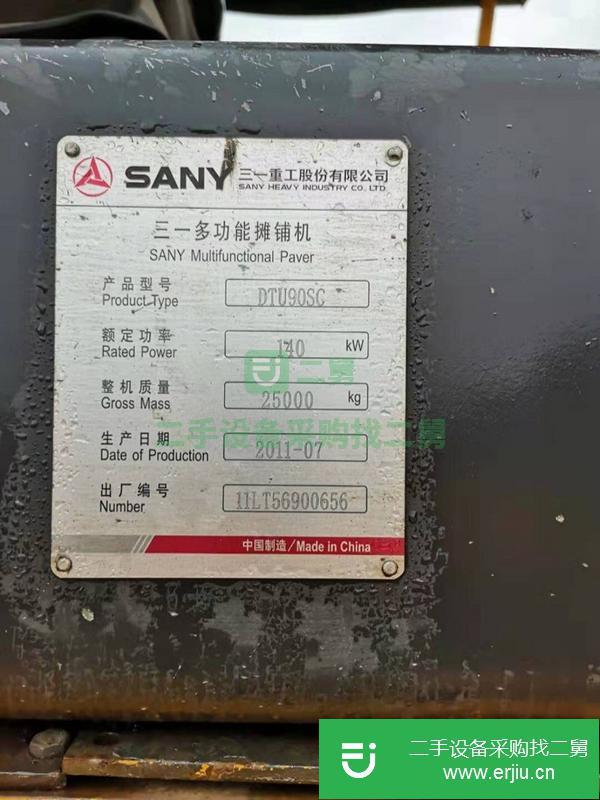 SANY 三一重工股份有限公司
SANY HEAVY INDUSTRY CO. LTD
三一多功能摊铺机
SANY Multifunctional Paver
产品型号
Product Type DTU90SC
额定功率
Rated Power 140 kW
二舅
整机质量
Gross Mass 25000 kg
二手设备采购找二舅
生产日期
Date of Production 2011-07
出厂编号
Number 11LT56900656
中国制造/Made in China
二手设备采购找二舅
www.erjiu.cn